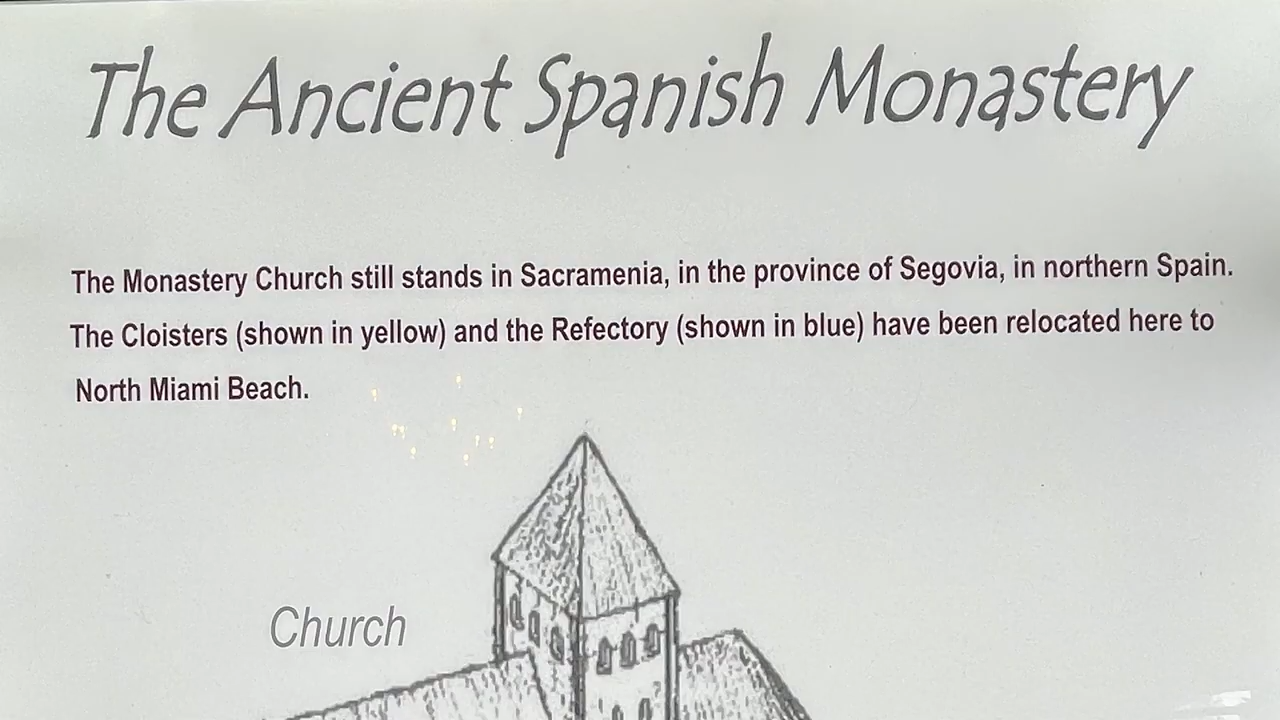 The Ancient Spanish Monastery
The Monastery Church still stands in Sacramenia, in the province of Segovia, in northern Spain.
The Cloisters (shown in yellow) and the Refectory (shown in blue) have been relocated here to
North Miami Beach.
Church